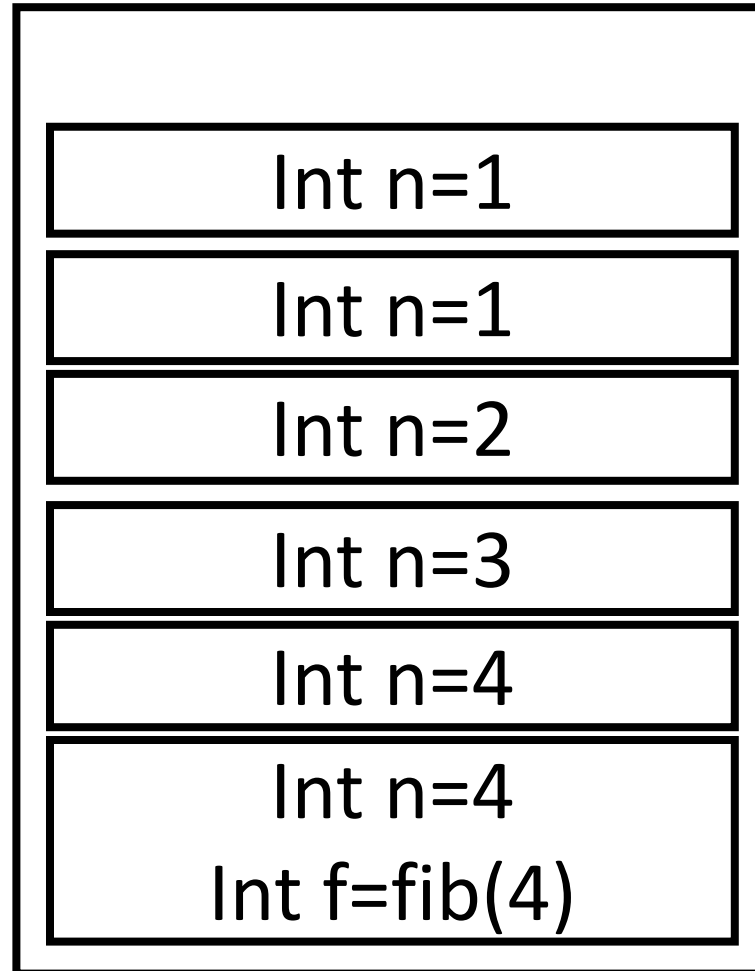 Int n=1
Int n=1
Int n=2
Int n=3
Int n=4
Int n=4
Int f=fib(4)